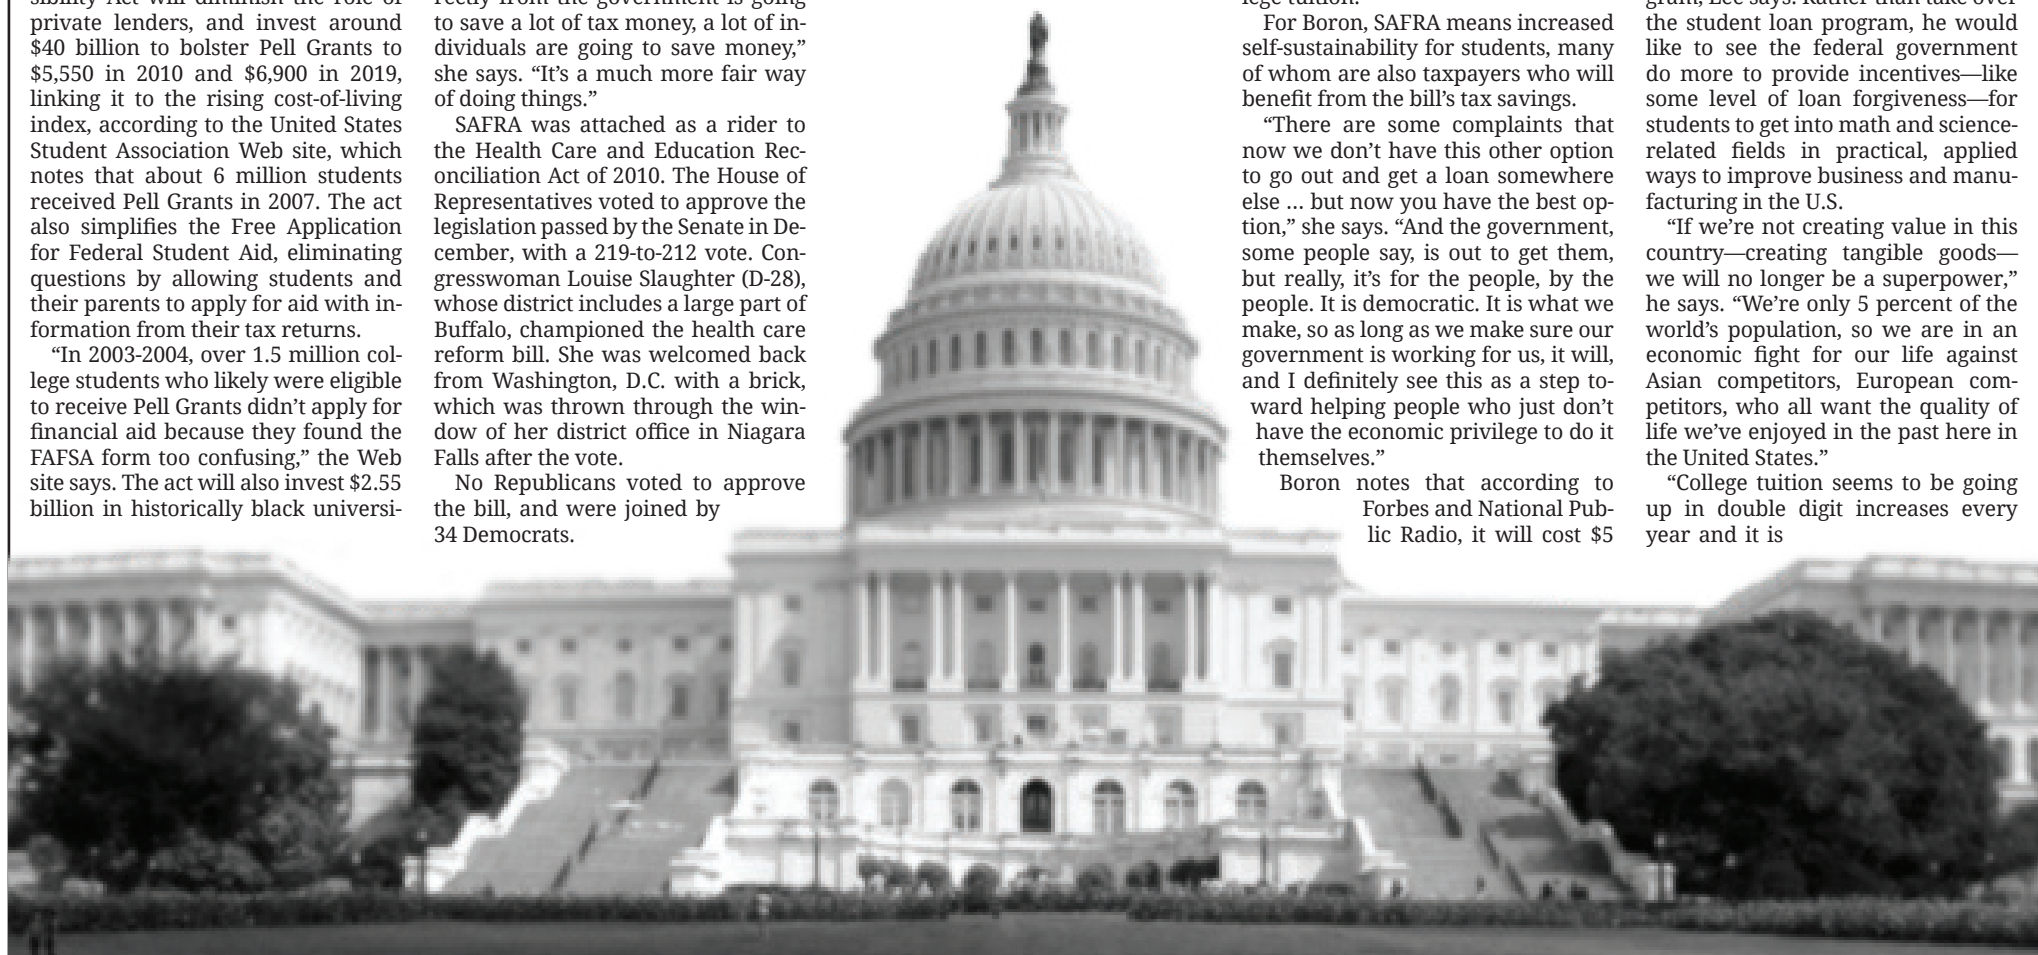 sibility Act will diminish the role of
private lenders, and invest around
$40 billion to bolster Pell Grants to
$5,550 in 2010 and $6,900 in 2019,
linking it to the rising cost-of-living
index, according to the United States
Student Association Web site, which
notes that about 6 million students
received Pell Grants in 2007. The act
also simplifies the Free Application
for Federal Student Aid, eliminating
questions by allowing students and
their parents to apply for aid with in-
formation from their tax returns.
“In 2003-2004, over 1.5 million col-
lege students who likely were eligible
to receive Pell Grants didn’t apply for
financial aid because they found the
FAFSA form too confusing,” the Web
site says. The act will also invest $2.55
billion in historically black universi-
rectly from the government is going
to save a lot of tax money, a lot of in-
dividuals are going to save money,”
she says. “It’s a much more fair way
of doing things.”
SAFRA was attached as a rider to
the Health Care and Education Rec-
onciliation Act of 2010. The House of
Representatives voted to approve the
legislation passed by the Senate in De-
cember, with a 219-to-212 vote. Con-
gresswoman Louise Slaughter (D-28),
whose district includes a large part of
Buffalo, championed the health care
reform bill. She was welcomed back
from Washington, D.C. with a brick,
which was thrown through the win-
dow of her district office in Niagara
Falls after the vote.
No Republicans voted to approve
the bill, and were joined by
34 Democrats.
lege tuition.
For Boron, SAFRA means increased
self-sustainability for students, many
of whom are also taxpayers who will
benefit from the bill’s tax savings.
“There are some complaints that
now we don’t have this other option
to go out and get a loan somewhere
else ... but now you have the best op-
tion,” she says. “And the government,
some people say, is out to get them,
but really, it’s for the people, by the
people. It is democratic. It is what we
make, so as long as we make sure our
government is working for us, it will,
and I definitely see this as a step to-
ward helping people who just don’t
have the economic privilege to do it
themselves.”
Boron notes that according to
Forbes and National Pub-
lic Radio, it will cost $5
gram, Lee says. Rather than take over
the student loan program, he would
like to see the federal government
do more to provide incentives—like
some level of loan forgiveness—for
students to get into math and science-
related fields in practical, applied
ways to improve business and manu-
facturing in the U.S.
“If we’re not creating value in this
country—creating tangible goods—
we will no longer be a superpower,”
he says. “We’re only 5 percent of the
world’s population, so we are in an
economic fight for our life against
Asian competitors, European com-
petitors, who all want the quality of
life we’ve enjoyed in the past here in
the United States.”
“College tuition seems to be going
up in double digit increases every
year and it is